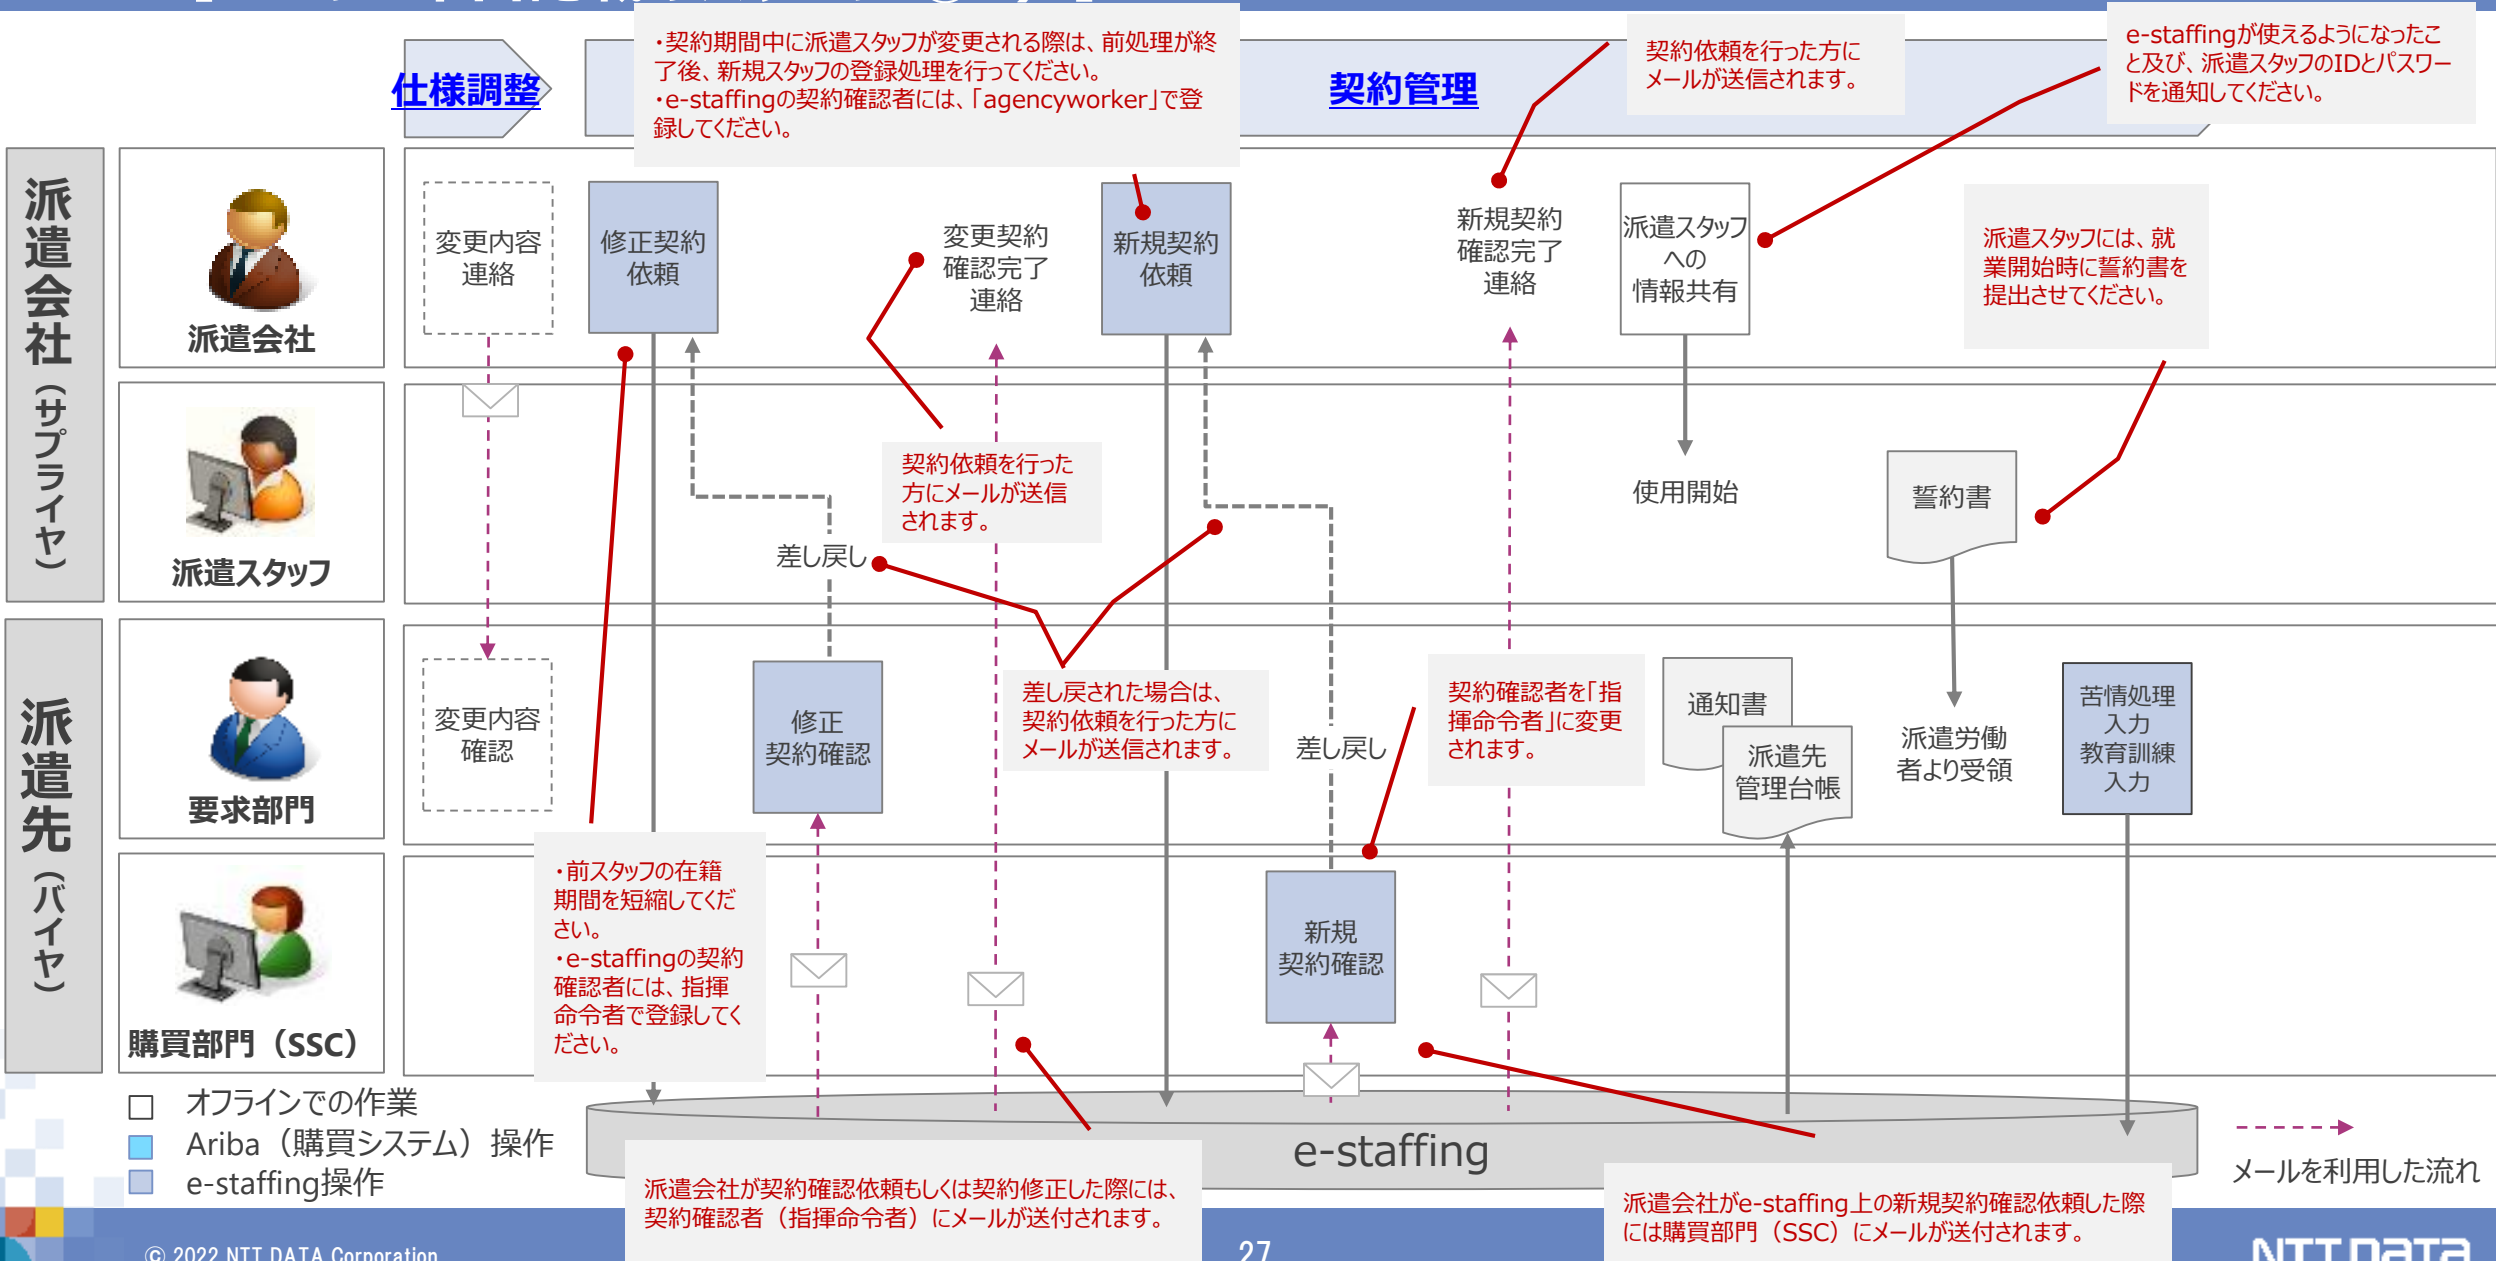 ・契約期間中に派遣スタッフが変更される際は、前処理が終
了後、新規スタッフの登録処理を行ってください。
・e-staffingの契約確認者には、「agencyworker」で登
録してください。
契約依頼を行った方に
メールが送信されます。
e-staffingが使えるようになったこ
と及び、派遣スタッフのIDとパスワー
ドを通知してください。
仕様調整
契約管理
派遣会社（サプライヤ）
派遣会社
変更内容
連絡
修正契約
依頼
変更契約
確認完了
連絡
新規契約
依頼
新規契約
確認完了
連絡
派遣スタッフ
への
情報共有
派遣スタッフには、就
業開始時に誓約書を
提出させてください。
派遣スタッフ
差し戻し
契約依頼を行った
方にメールが送信
されます。
使用開始
誓約書
派遣先（バイヤ）
要求部門
変更内容
確認
修正
契約確認
差し戻された場合は、
契約依頼を行った方に
メールが送信されます。
差し戻し
契約確認者を「指
揮命令者」に変更
されます。
通知書
派遣先
管理台帳
派遣労働
者より受領
苦情処理
入力
教育訓練
入力
購買部門（SSC）
・前スタッフの在籍
期間を短縮してくだ
さい。
・e-staffingの契約
確認者には、指揮
命令者で登録してく
ださい。
新規
契約確認
オフラインでの作業
Ariba（購買システム）操作
e-staffing操作
e-staffing
メールを利用した流れ
派遣会社が契約確認依頼もしくは契約修正した際には、
契約確認者（指揮命令者）にメールが送付されます。
派遣会社がe-staffing上の新規契約確認依頼した際
には購買部門（SSC）にメールが送付されます。
© 2022 NTT DATA Corporation
27
NTT DATA